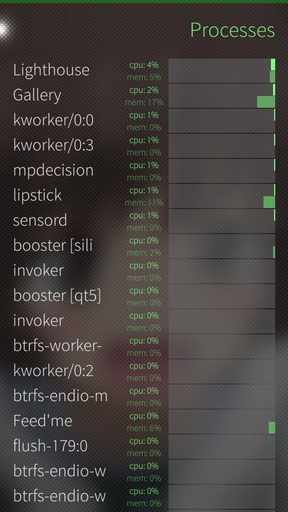 Processes
Lighthouse cpu: 4%
mem: 5%
Gallery cpu: 2%
mem: 17%
kworker/0:0 cpu: 1%
mem: 0%
kworker/0:3 cpu: 1%
mem: 0%
mpdecision cpu: 1%
mem: 0%
lipstick cpu: 1%
mem: 11%
sensord cpu: 1%
mem: 0%
booster [sili cpu: 0%
mem: 2%
invoker cpu: 0%
mem: 0%
booster [qt5] cpu: 0%
mem: 0%
invoker cpu: 0%
mem: 0%
btrfs-worker- cpu: 0%
mem: 0%
kworker/0:2 cpu: 0%
mem: 0%
btrfs-endio-m cpu: 0%
mem: 0%
Feed'me cpu: 0%
mem: 6%
flush-179:0 cpu: 0%
mem: 0%
btrfs-endio-w cpu: 0%
mem: 0%
btrfs-endio-w cpu: 0%
mem: 0%